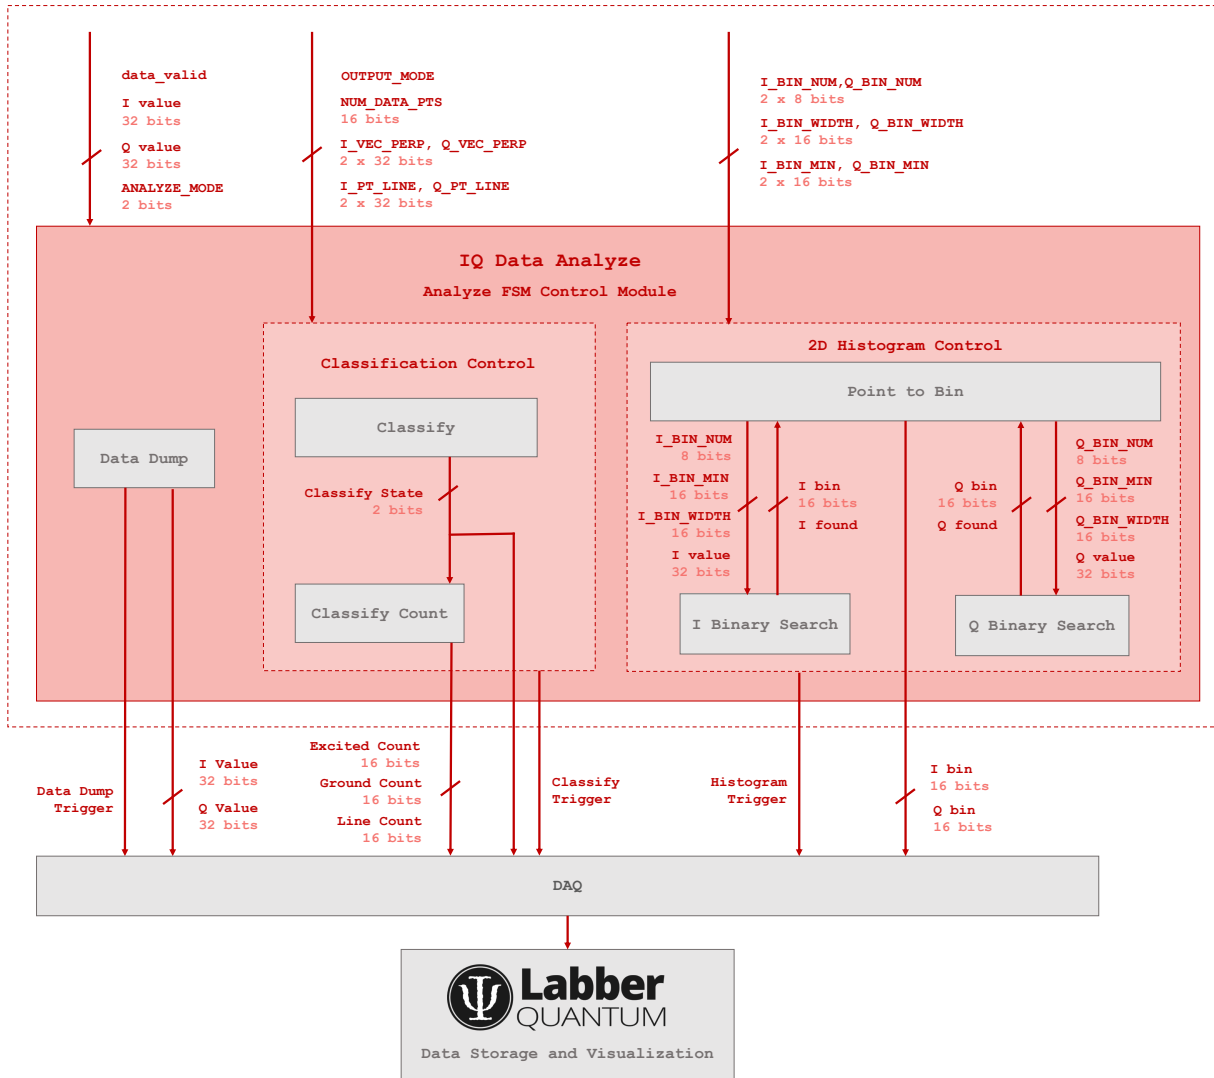 data_valid
I value
32 bits
Q value
32 bits
ANALYZE_MODE
2 bits
OUTPUT_MODE
NUM_DATA_PTS
16 bits
I_VEC_PERP, Q_VEC_PERP
2 x 32 bits
I_PT_LINE, Q_PT_LINE
2 x 32 bits
I_BIN_NUM,Q_BIN_NUM
2 x 8 bits
I_BIN_WIDTH, Q_BIN_WIDTH
2 x 16 bits
I_BIN_MIN, Q_BIN_MIN
2 x 16 bits
IQ Data Analyze
Analyze FSM Control Module
Data Dump
Classification Control
Classify
Classify State
2 bits
Classify Count
2D Histogram Control
Point to Bin
I_BIN_NUM
8 bits
I_BIN_MIN
16 bits
I_BIN_WIDTH
16 bits
I value
32 bits
I bin
16 bits
I found
Q bin
16 bits
Q found
Q_BIN_NUM
8 bits
Q_BIN_MIN
16 bits
Q_BIN_WIDTH
16 bits
Q value
32 bits
I Binary Search
Q Binary Search
Data Dump
Trigger
I Value
32 bits
Q Value
32 bits
Excited Count
16 bits
Ground Count
16 bits
Line Count
16 bits
Classify
Trigger
Histogram
Trigger
I bin
16 bits
Q bin
16 bits
DAQ
Labber
QUANTUM
Data Storage and Visualization